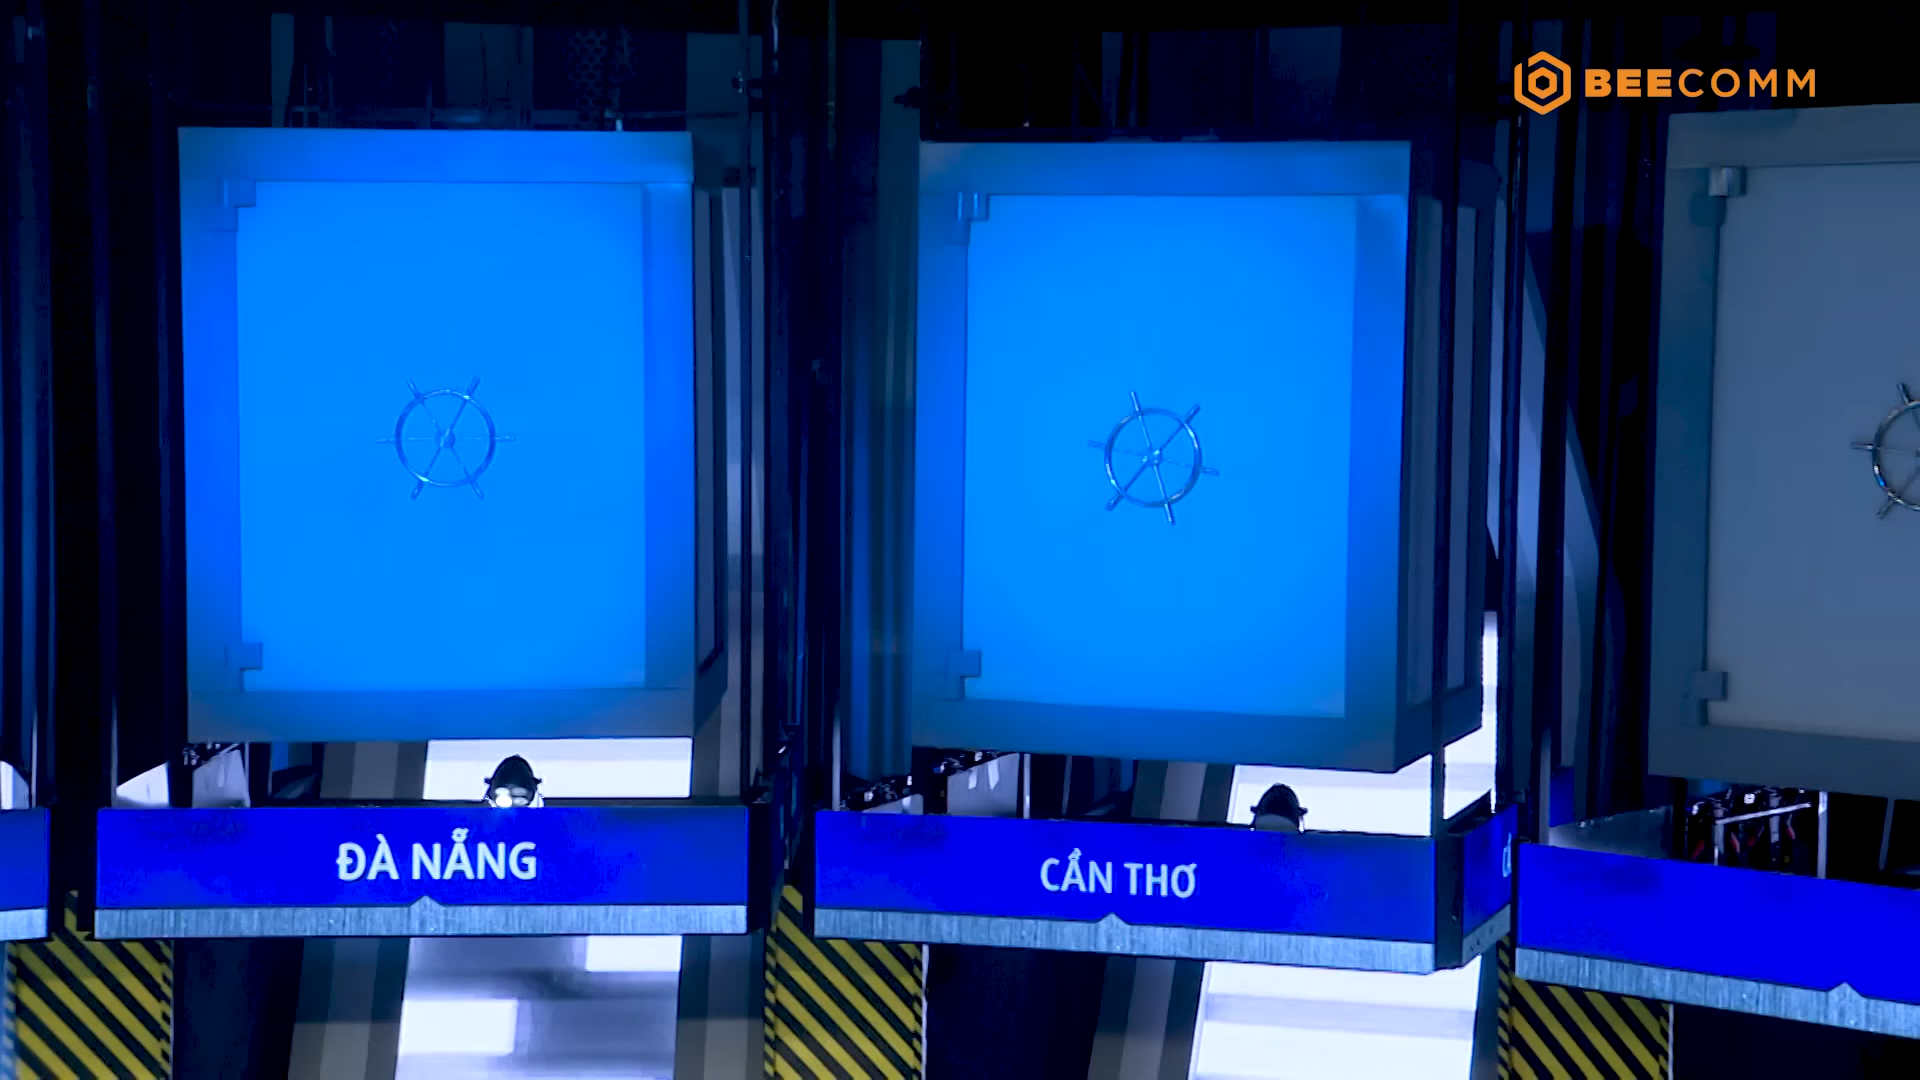 BEECOMM
ĐÀ NẴNG
CẦN THƠ